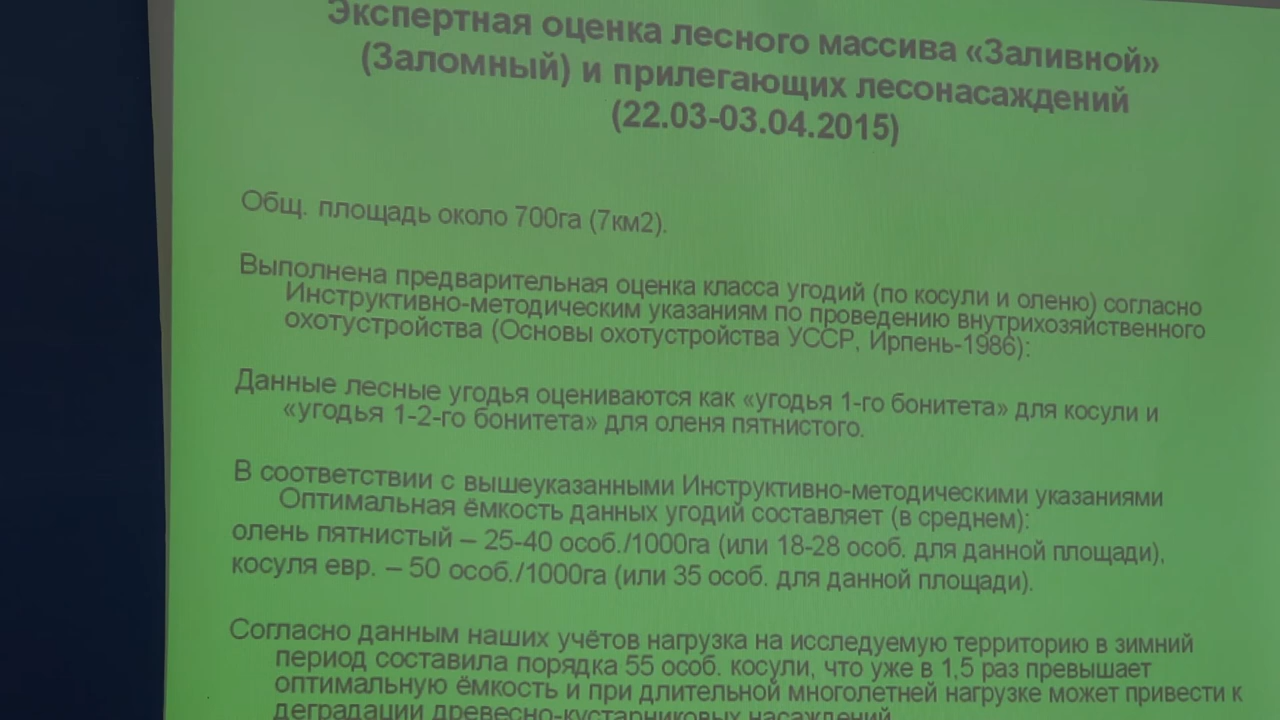 Экспертная оценка лесного массива «Заливной»
(Заломный) и прилегающих лесонасаждений
(22.03-03.04.2015)
Общ. площадь около 700га (7км2).
Выполнена предварительная оценка класса угодий (по косули и оленю) согласно
Инструктивно-методическим указаниям по проведению внутрихозяйственного
охотустройства (Основы охотустройства УССР, Ирпень-1986):
Данные лесные угодья оцениваются как «угодья 1-го бонитета» для косули и
«угодья 1-2-го бонитета» для оленя пятнистого.
В соответствии с вышеуказанными Инструктивно-методическими указаниями
Оптимальная ёмкость данных угодий составляет (в среднем):
олень пятнистый – 25-40 особ./1000га (или 18-28 особ. для данной площади),
косуля евр. – 50 особ./1000га (или 35 особ. для данной площади).
Согласно данным наших учётов нагрузка на исследуемую территорию в зимний
период составила порядка 55 особ. косули, что уже в 1,5 раз превышает
оптимальную ёмкость и при длительной многолетней нагрузке может привести к
деградации древесно-кустарниковых насаждений.